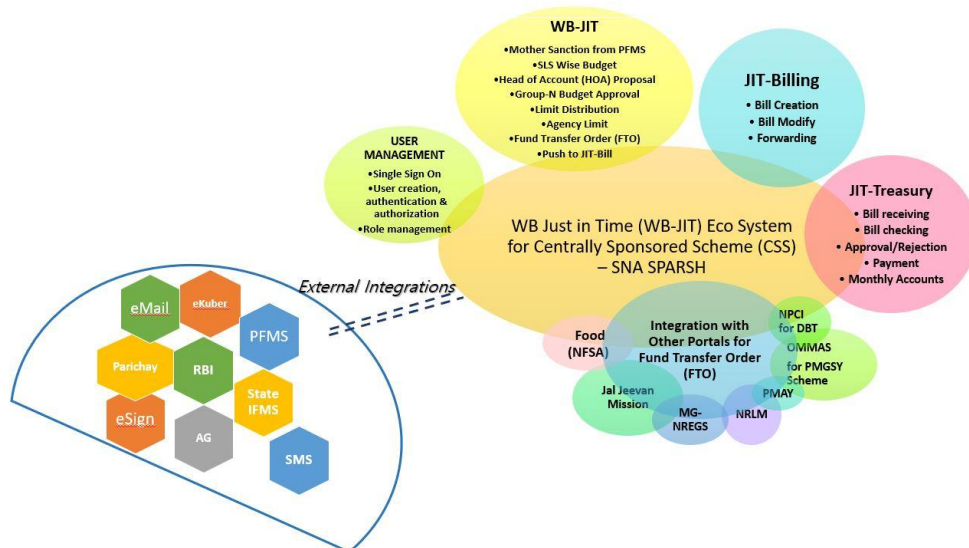 WB-JIT
•Mother Sanction from PFMS
•SLS Wise Budget
•Head of Account (HOA) Proposal
•Group-N Budget Approval
•Limit Distribution
•Agency Limit
•Fund Transfer Order (FTO)
•Push to JIT-Bill
JIT-Billing
• Bill Creation
• Bill Modify
• Forwarding
USER
MANAGEMENT
•Single Sign On
•User creation,
authentication &
authorization
•Role management
JIT-Treasury
• Bill receiving
• Bill checking
• Approval/Rejection
• Payment
• Monthly Accounts
WB Just in Time (WB-JIT) Eco System
for Centrally Sponsored Scheme (CSS)
– SNA SPARSH
External Integrations
eMail
eKuber
PFMS
Parichay
RBI
State
IFMS
eSign
AG
SMS
Integration with
Other Portals for
Fund Transfer Order
(FTO)
Food
(NFSA)
Jal Jeevan
Mission
MG-
NREGS
NRLM
PMAY
OMMAS
for PMGSY
Scheme
NPCI
for DBT